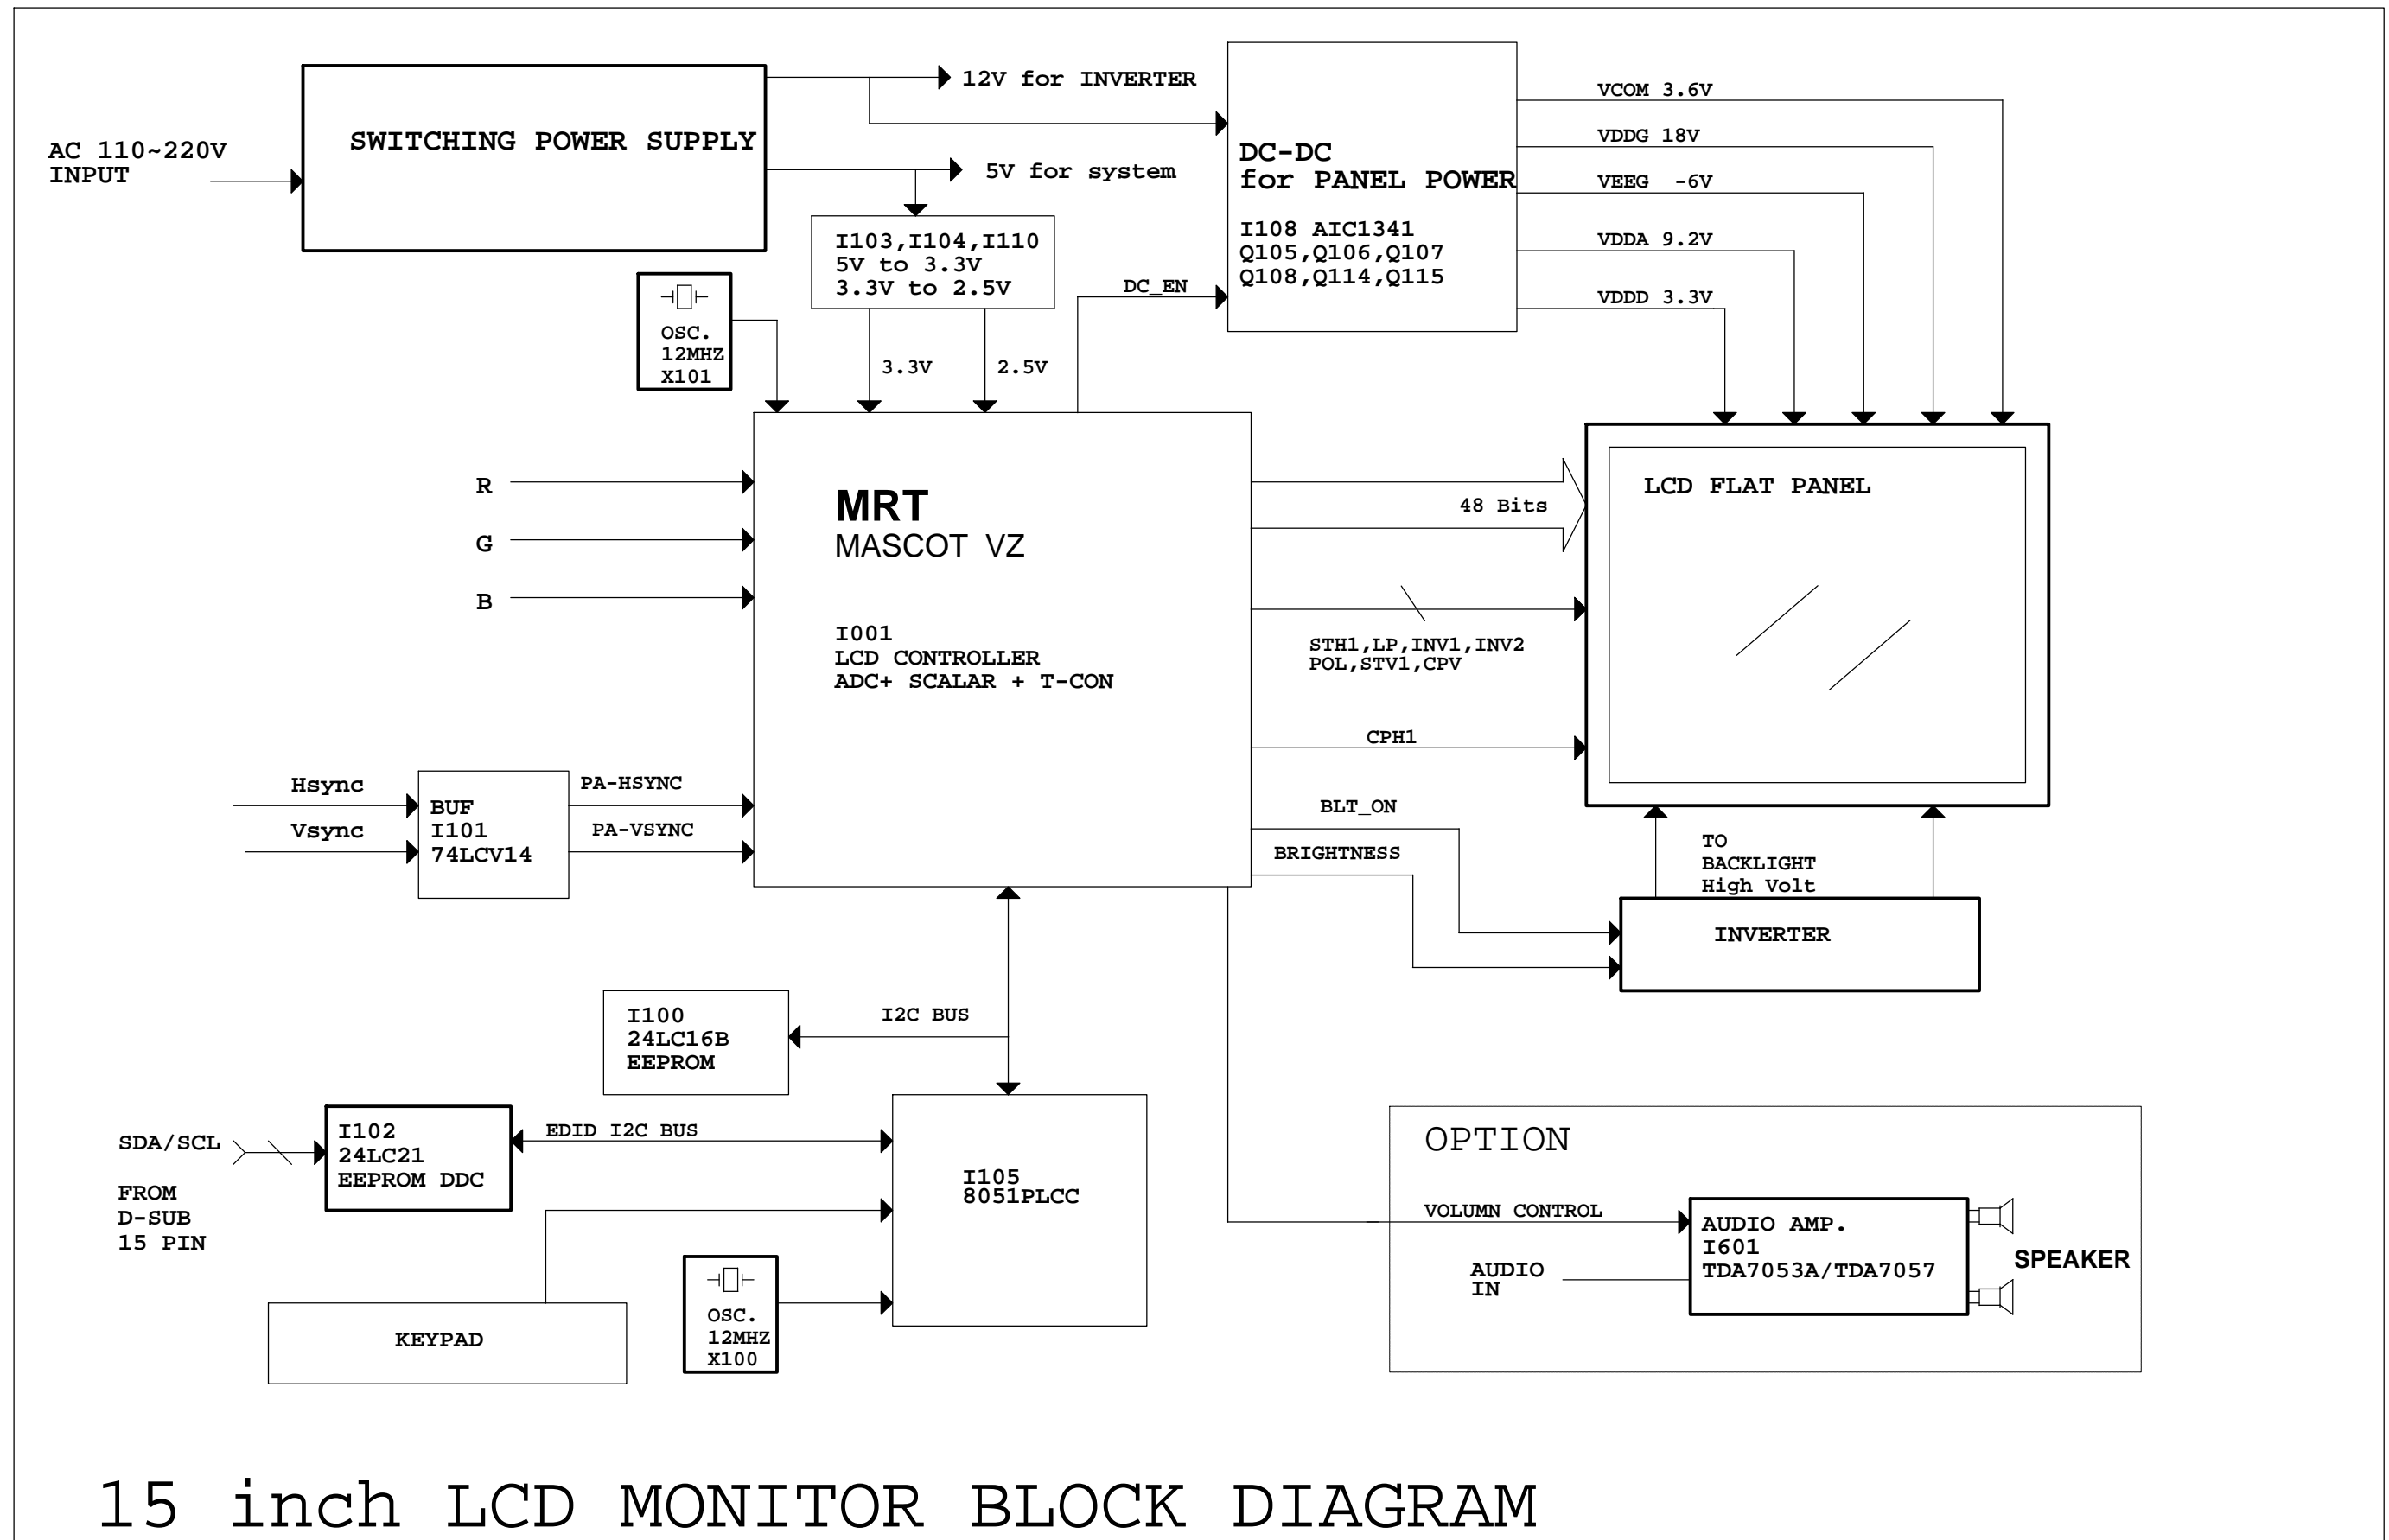 12V for INVERTER
SWITCHING POWER SUPPLY
AC 110~220V
INPUT
5V for system
DC-DC
for PANEL POWER
I108 AIC1341
Q105,Q106,Q107
Q108,Q114,Q115
VCOM 3.6V
VDDG 18V
VEEG -6V
VDDA 9.2V
VDDD 3.3V
I103,I104,I110
5V to 3.3V
3.3V to 2.5V
DC_EN
OSC.
12MHZ
X101
3.3V
2.5V
R
G
B
MRT
MASCOT VZ
I001
LCD CONTROLLER
ADC+ SCALAR + T-CON
48 Bits
LCD FLAT PANEL
STH1,LP,INV1,INV2
POL,STV1,CPV
CPH1
Hsync
Vsync
BUF
I101
74LCV14
PA-HSYNC
PA-VSYNC
BLT_ON
BRIGHTNESS
TO
BACKLIGHT
High Volt
INVERTER
I100
24LC16B
EEPROM
I2C BUS
SDA/SCL
FROM
D-SUB
15 PIN
I102
24LC21
EEPROM DDC
EDID I2C BUS
I105
8051PLCC
KEYPAD
OSC.
12MHZ
X100
OPTION
VOLUMN CONTROL
AUDIO
IN
AUDIO AMP.
I601
TDA7053A/TDA7057
SPEAKER
15 inch LCD MONITOR BLOCK DIAGRAM